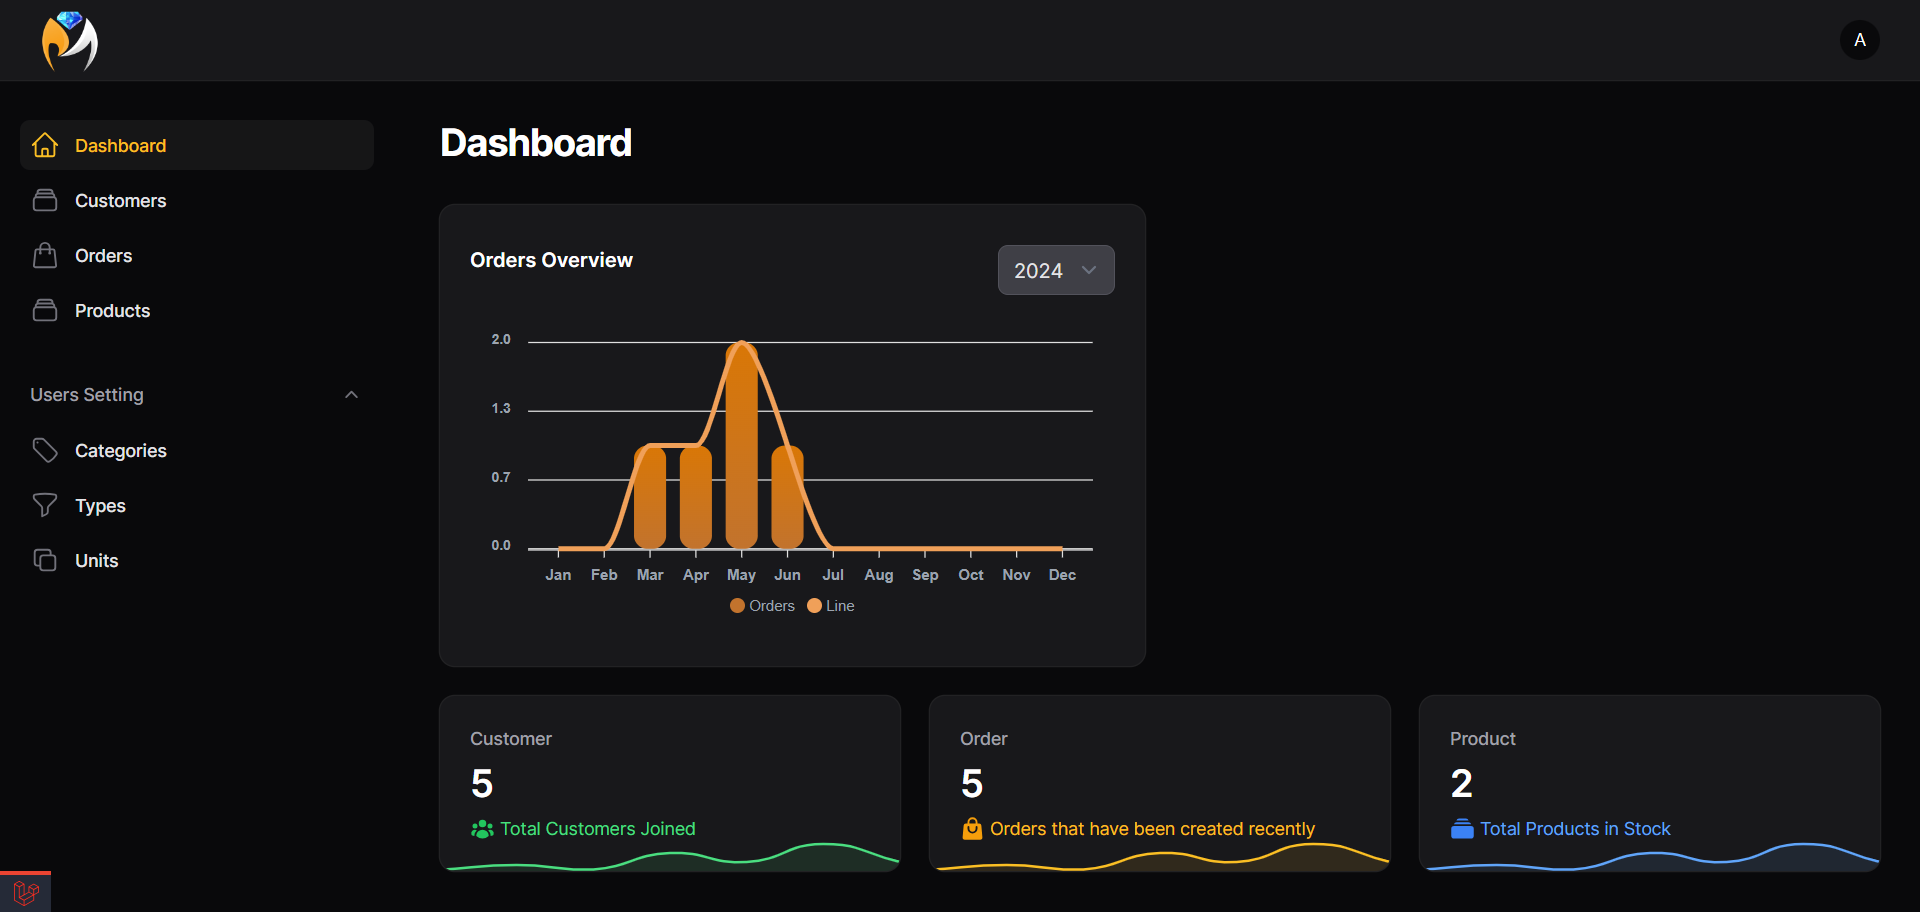 A
Dashboard
Customers
Orders
Products
Users Setting
Categories
Types
Units
Dashboard
Orders Overview
2024
2.0
1.3
0.7
0.0
Jan Feb Mar Apr May Jun Jul Aug Sep Oct Nov Dec
Orders Line
Customer
5
Total Customers Joined
Order
5
Orders that have been created recently
Product
2
Total Products in Stock